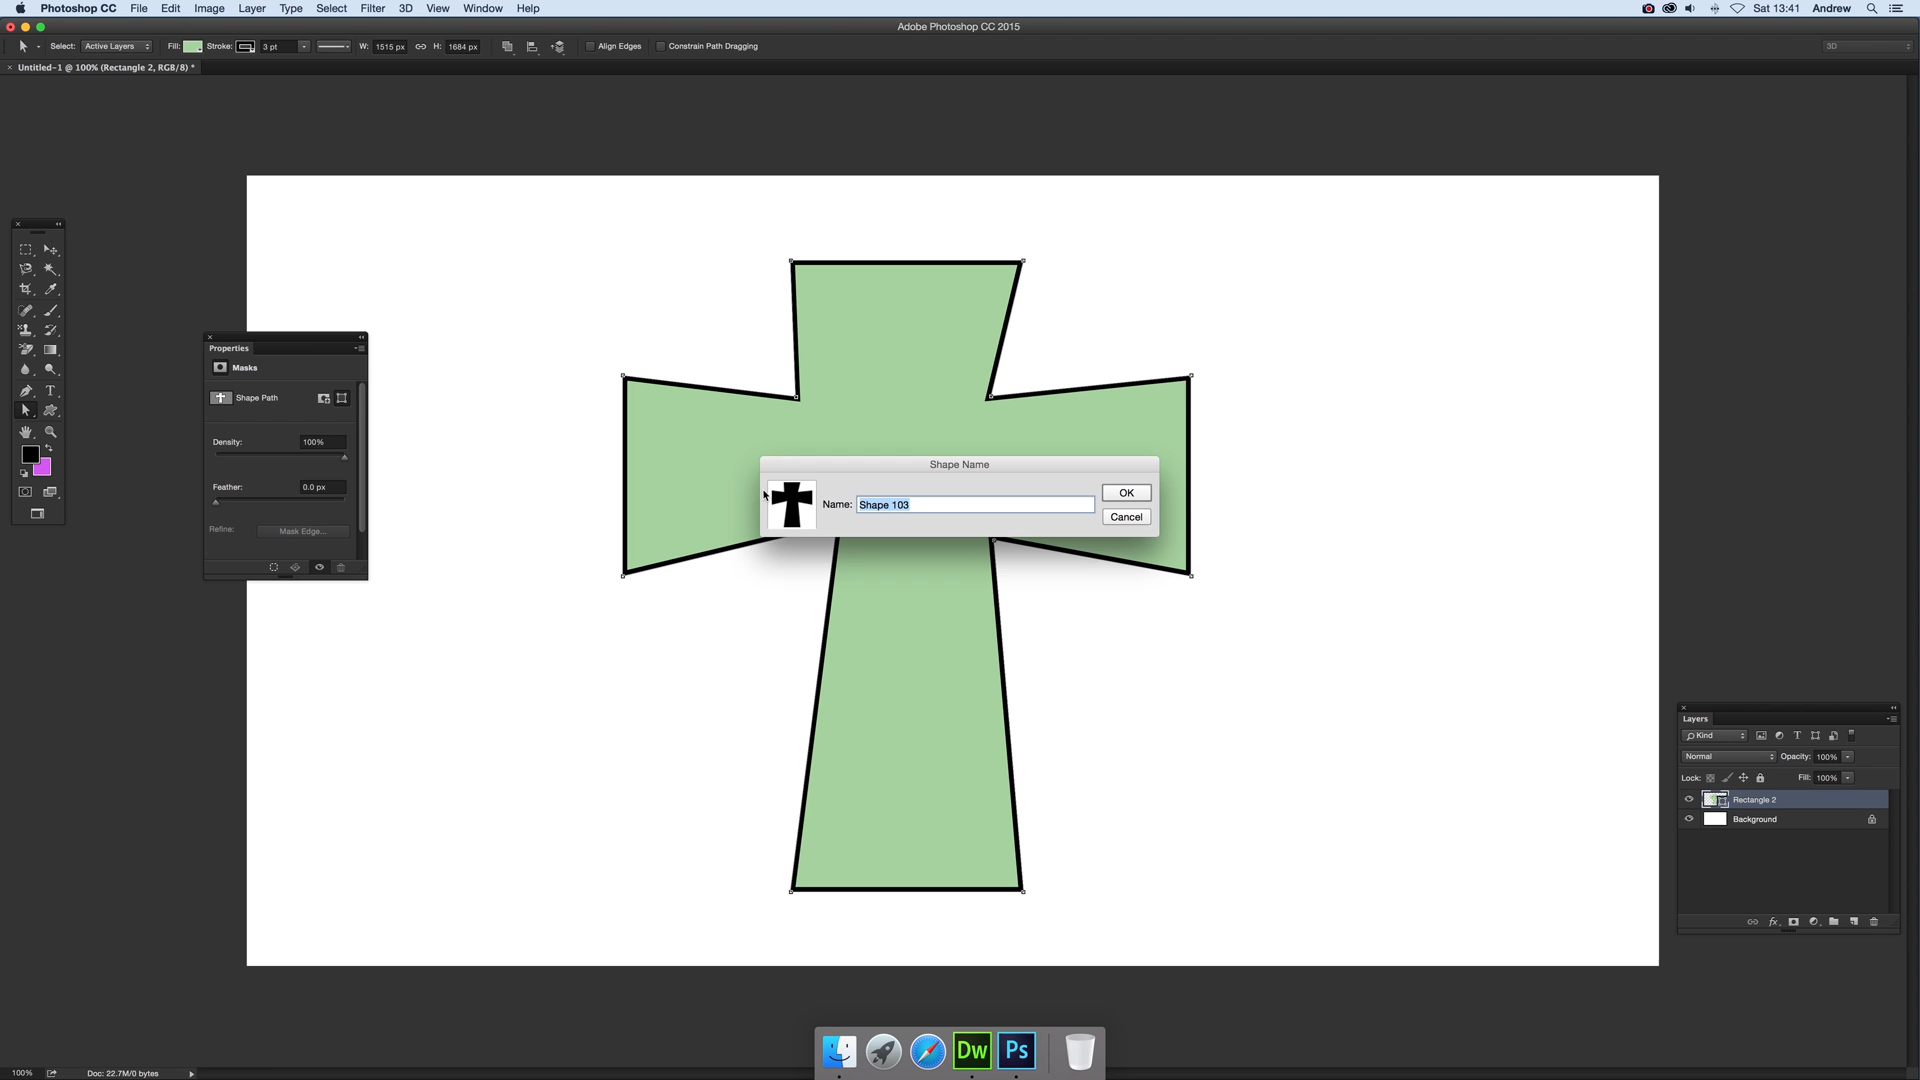 Photoshop CC File Edit Image Layer Type Select Filter 3D View Window Help Sat 13:41 Andrew
Adobe Photoshop CC 2015
Select: Active Layers Fill: Stroke: 3 pt W: 1515 px H: 1684 px Align Edges Constrain Path Dragging 3D
Untitled-1 @ 100% (Rectangle 2, RGB/8) *
Properties
Masks
Shape Path
Density: 100%
Feather: 0.0 px
Refine: Mask Edge...
Shape Name
Name: Shape 103
OK
Cancel
Layers
Kind
Normal Opacity: 100%
Lock: Fill: 100%
Rectangle 2
Background
Dw Ps
100% Doc: 22.7M/0 bytes